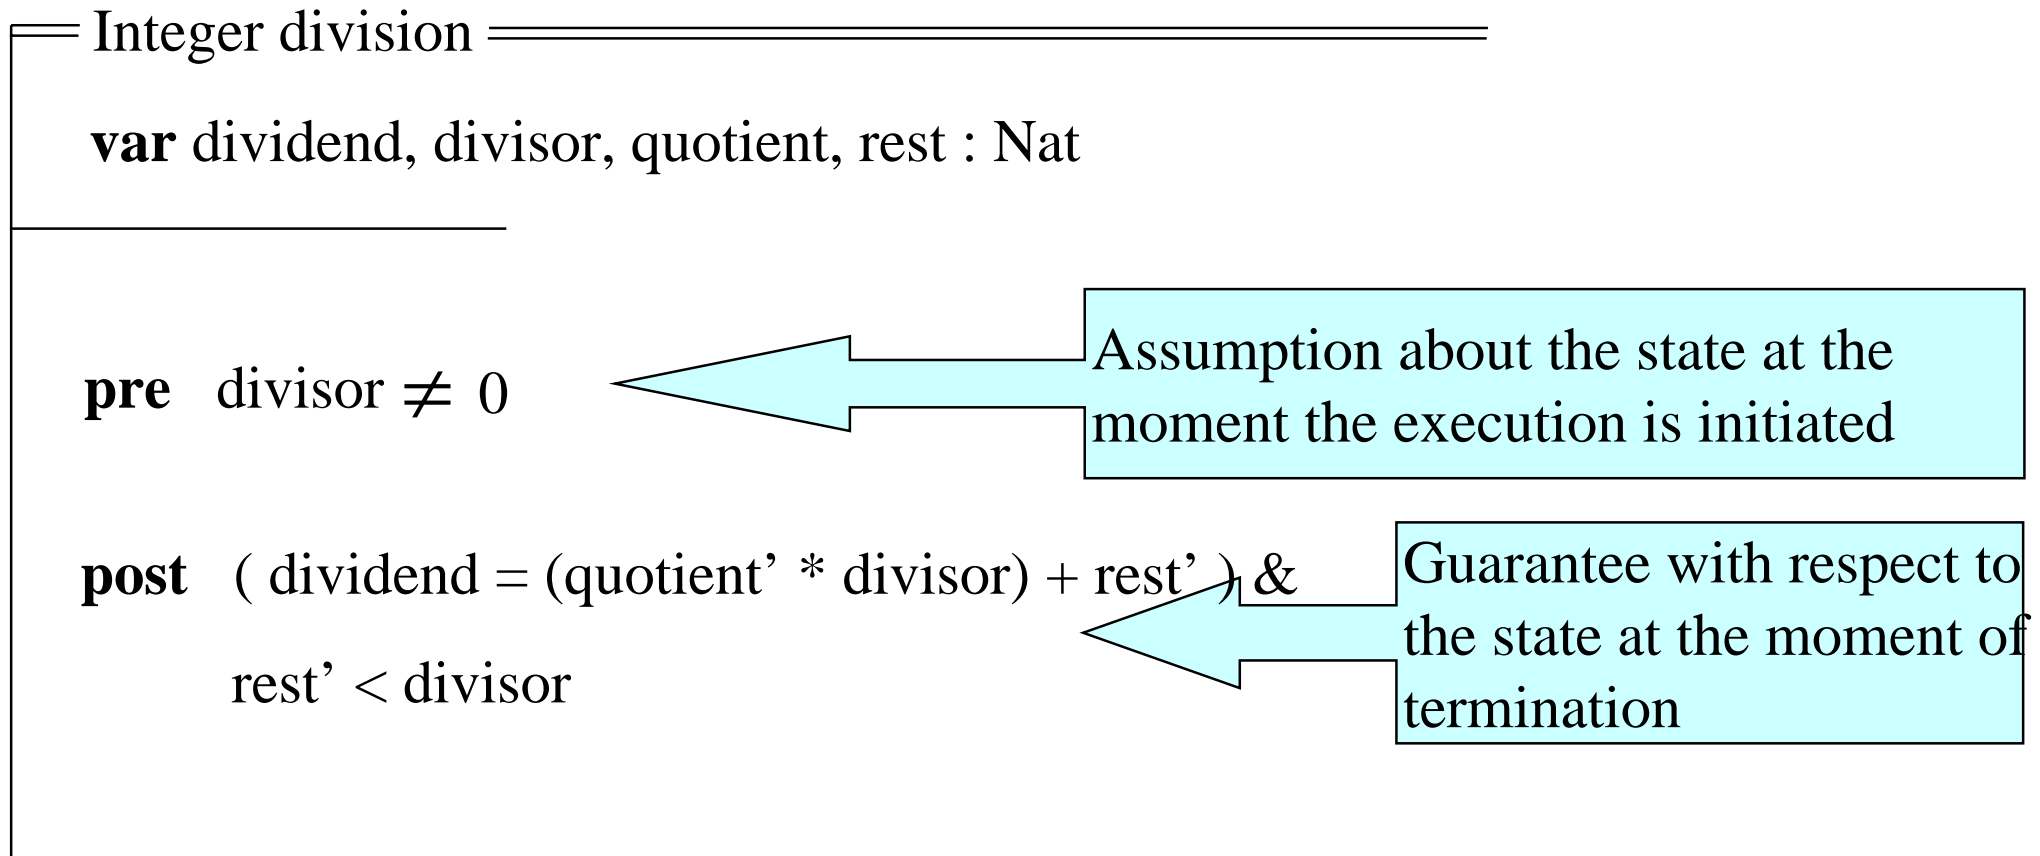 Integer division
var dividend, divisor, quotient, rest : Nat
pre divisor ≠ 0
Assumption about the state at the
moment the execution is initiated
post ( dividend = (quotient’ * divisor) + rest’ ) &
rest’ < divisor
Guarantee with respect to
the state at the moment of
termination